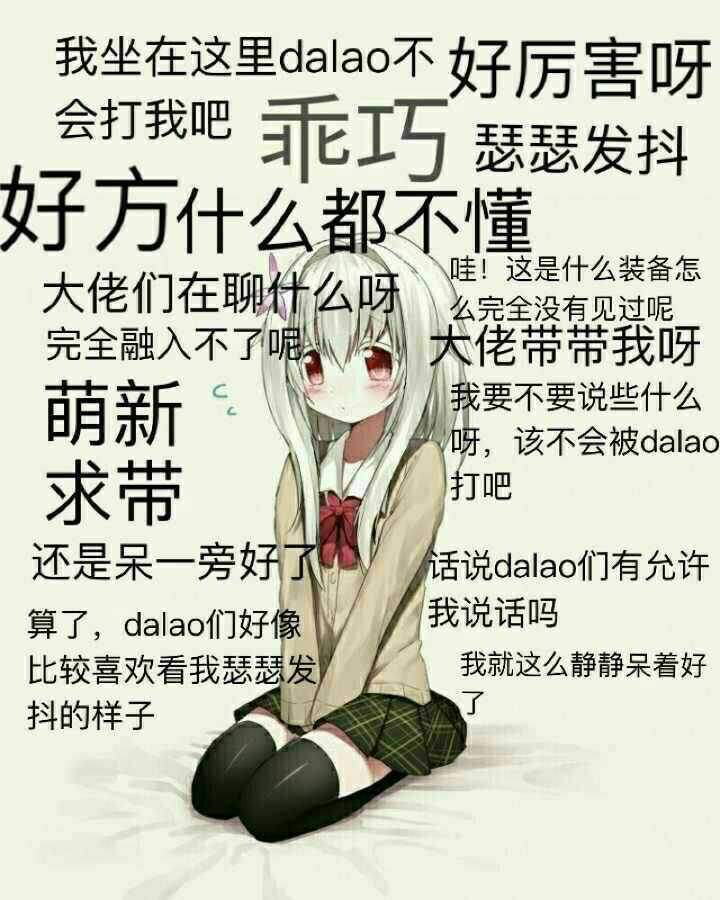 我坐在这里dalao不
会打我吧
好厉害呀
乖巧
瑟瑟发抖
好方
什么都不懂
大佬们在聊什么呀
哇！这是什么装备怎
么完全没有见过呢
完全融入不了呢
大佬带带我呀
萌新
求带
我要不要说些什么
呀，该不会被dalao
打吧
还是呆一旁好了
话说dalao们有允许
我说话吗
算了，dalao们好像
比较喜欢看我瑟瑟发
抖的样子
我就这么静静呆着好
了